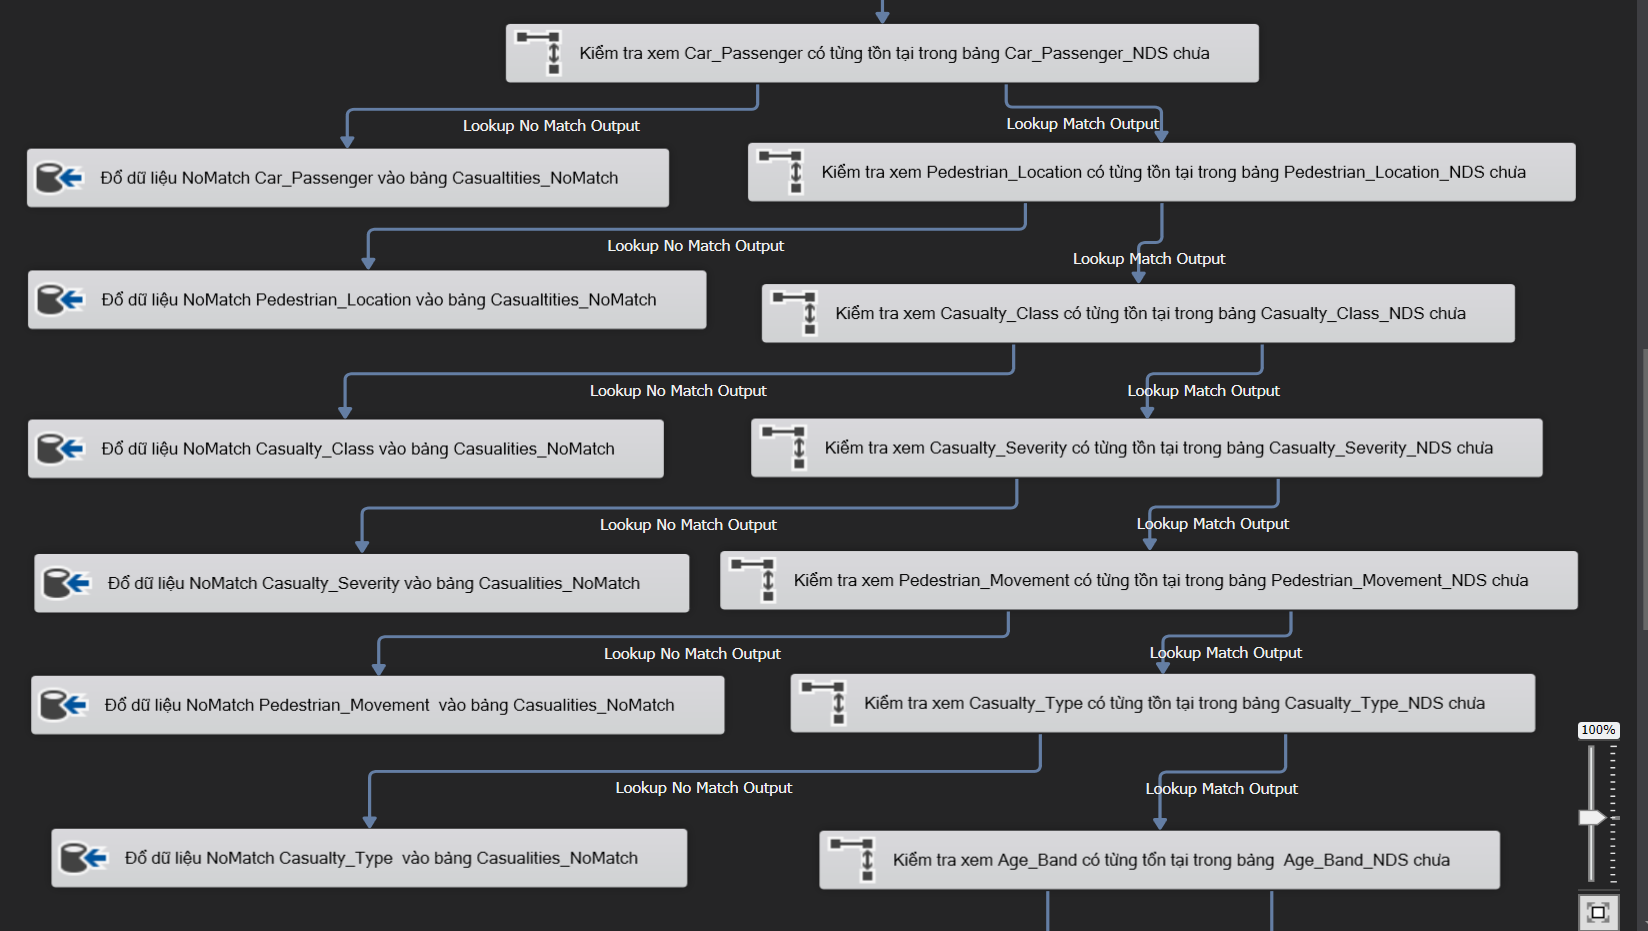 Kiểm tra xem Car_Passenger có từng tồn tại trong bảng Car_Passenger_NDS chưa
Lookup No Match Output
Lookup Match Output
Đổ dữ liệu NoMatch Car_Passenger vào bảng Casualtities_NoMatch
Kiểm tra xem Pedestrian_Location có từng tồn tại trong bảng Pedestrian_Location_NDS chưa
Lookup No Match Output
Lookup Match Output
Đổ dữ liệu NoMatch Pedestrian_Location vào bảng Casualtities_NoMatch
Kiểm tra xem Casualty_Class có từng tồn tại trong bảng Casualty_Class_NDS chưa
Lookup No Match Output
Lookup Match Output
Đổ dữ liệu NoMatch Casualty_Class vào bảng Casualities_NoMatch
Kiểm tra xem Casualty_Severity có từng tồn tại trong bảng Casualty_Severity_NDS chưa
Lookup No Match Output
Lookup Match Output
Đổ dữ liệu NoMatch Casualty_Severity vào bảng Casualities_NoMatch
Kiểm tra xem Pedestrian_Movement có từng tồn tại trong bảng Pedestrian_Movement_NDS chưa
Lookup No Match Output
Lookup Match Output
Đổ dữ liệu NoMatch Pedestrian_Movement  vào bảng Casualities_NoMatch
Kiểm tra xem Casualty_Type có từng tồn tại trong bảng Casualty_Type_NDS chưa
100%
Lookup No Match Output
Lookup Match Output
Đổ dữ liệu NoMatch Casualty_Type  vào bảng Casualities_NoMatch
Kiểm tra xem Age_Band có từng tổn tại trong bảng  Age_Band_NDS chưa